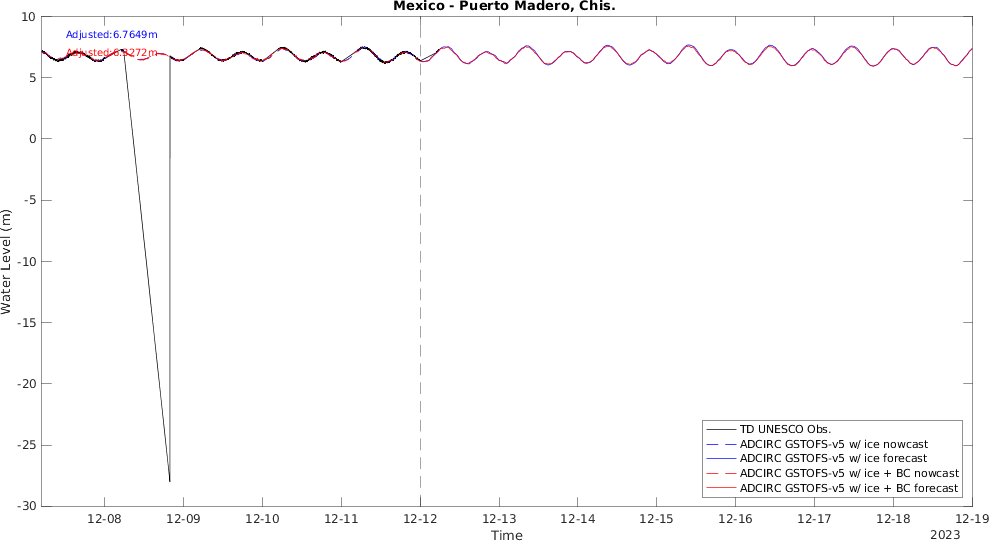 Mexico - Puerto Madero, Chis.
Adjusted:6.7649m
10
5
0
-5
-10
-15
-20
-25
-30
Water Level (m)
TD UNESCO Obs.
ADCIRC GSTOFS-v5 w/ ice nowcast
ADCIRC GSTOFS-v5 w/ ice forecast
ADCIRC GSTOFS-v5 w/ ice + BC nowcast
ADCIRC GSTOFS-v5 w/ ice + BC forecast
12-08 12-09 12-10 12-11 12-12 12-13 12-14 12-15 12-16 12-17 12-18 12-19
Time
2023